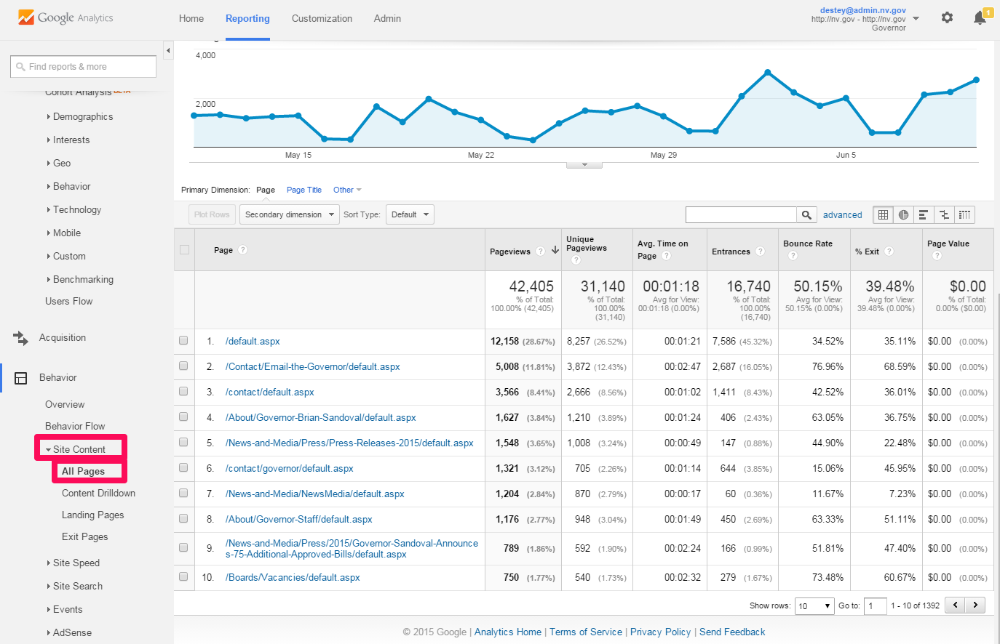 Google Analytics
Home
Reporting
Customization
Admin
destey@admin.nv.gov
http://nv.gov - http://nv.gov
Governor
1
Find reports & more
Cohort Analysis BETA
Demographics
Interests
Geo
Behavior
Technology
Mobile
Custom
Benchmarking
Users Flow
Acquisition
Behavior
Overview
Behavior Flow
Site Content
All Pages
Content Drilldown
Landing Pages
Exit Pages
Site Speed
Site Search
Events
AdSense
4,000
2,000
May 15 May 22 May 29 Jun 5
Primary Dimension: Page Page Title Other
Plot Rows Secondary dimension Sort Type: Default advanced
Page ? Pageviews ? Unique Pageviews ? Avg. Time on Page ? Entrances ? Bounce Rate ? % Exit ? Page Value ?
42,405 31,140 00:01:18 16,740 50.15% 39.48% $0.00
% of Total: % of Total: Avg for View: % of Total: Avg for View: Avg for View: % of Total:
100.00% (42,405) 100.00% 00:01:18 (0.00%) 100.00% 50.15% (0.00%) 39.48% (0.00%) 0.00% ($0.00)
(31,140) (16,740)
1. /default.aspx 12,158 (28.67%) 8,257 (26.52%) 00:01:21 7,586 (45.32%) 34.52% 35.11% $0.00 (0.00%)
2. /Contact/Email-the-Governor/default.aspx 5,008 (11.81%) 3,872 (12.43%) 00:02:47 2,687 (16.05%) 76.96% 68.59% $0.00 (0.00%)
3. /contact/default.aspx 3,566 (8.41%) 2,666 (8.56%) 00:01:02 1,411 (8.43%) 42.52% 36.01% $0.00 (0.00%)
4. /About/Governor-Brian-Sandoval/default.aspx 1,627 (3.84%) 1,210 (3.89%) 00:01:24 406 (2.43%) 63.05% 36.75% $0.00 (0.00%)
5. /News-and-Media/Press/Press-Releases-2015/default.aspx 1,548 (3.65%) 1,008 (3.24%) 00:00:49 147 (0.88%) 44.90% 22.48% $0.00 (0.00%)
6. /contact/governor/default.aspx 1,321 (3.12%) 705 (2.26%) 00:01:14 644 (3.85%) 15.06% 45.95% $0.00 (0.00%)
7. /News-and-Media/NewsMedia/default.aspx 1,204 (2.84%) 870 (2.79%) 00:00:17 60 (0.36%) 11.67% 7.23% $0.00 (0.00%)
8. /About/Governor-Staff/default.aspx 1,176 (2.77%) 948 (3.04%) 00:01:49 450 (2.69%) 63.33% 51.11% $0.00 (0.00%)
9. /News-and-Media/Press/2015/Governor-Sandoval-Announce
s-75-Additional-Approved-Bills/default.aspx 789 (1.86%) 592 (1.90%) 00:02:24 166 (0.99%) 51.81% 47.40% $0.00 (0.00%)
10. /Boards/Vacancies/default.aspx 750 (1.77%) 540 (1.73%) 00:02:32 279 (1.67%) 73.48% 60.67% $0.00 (0.00%)
Show rows: 10 Go to: 1 1 - 10 of 1392
© 2015 Google | Analytics Home | Terms of Service | Privacy Policy | Send Feedback